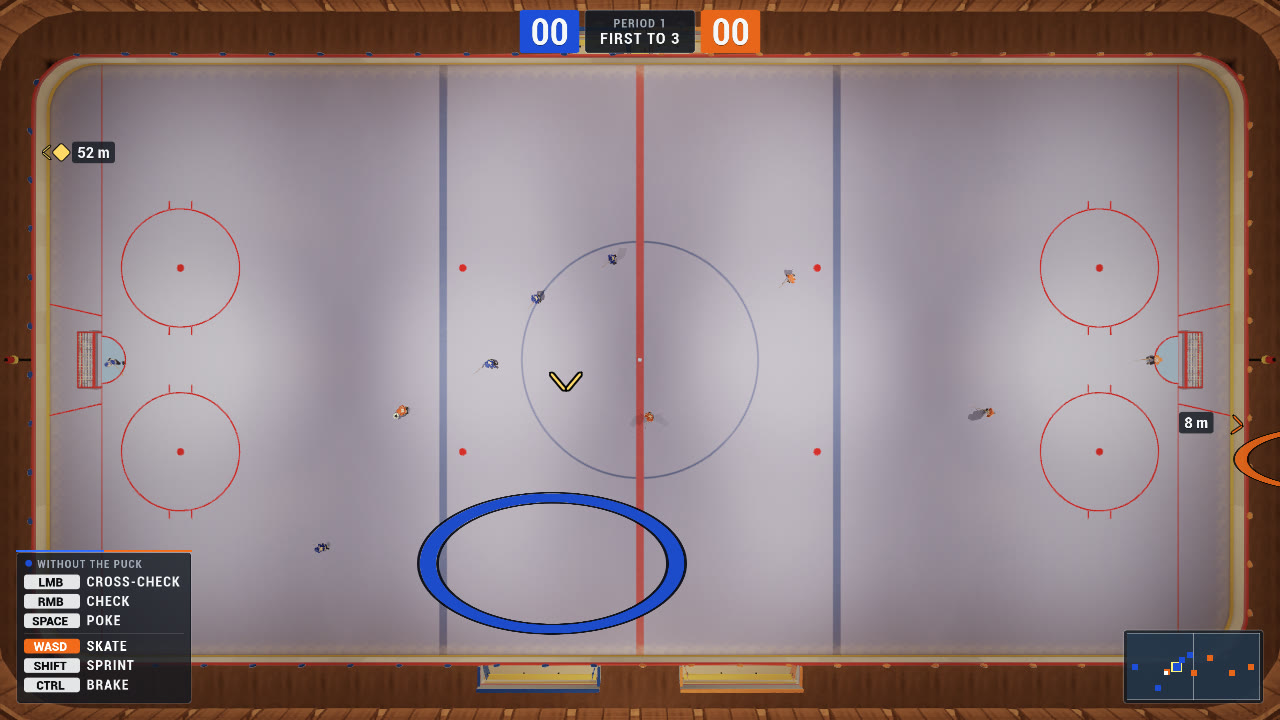 00
PERIOD 1
FIRST TO 3
00
52 m
8 m
WITHOUT THE PUCK
LMB CROSS-CHECK
RMB CHECK
SPACE POKE
WASD SKATE
SHIFT SPRINT
CTRL BRAKE